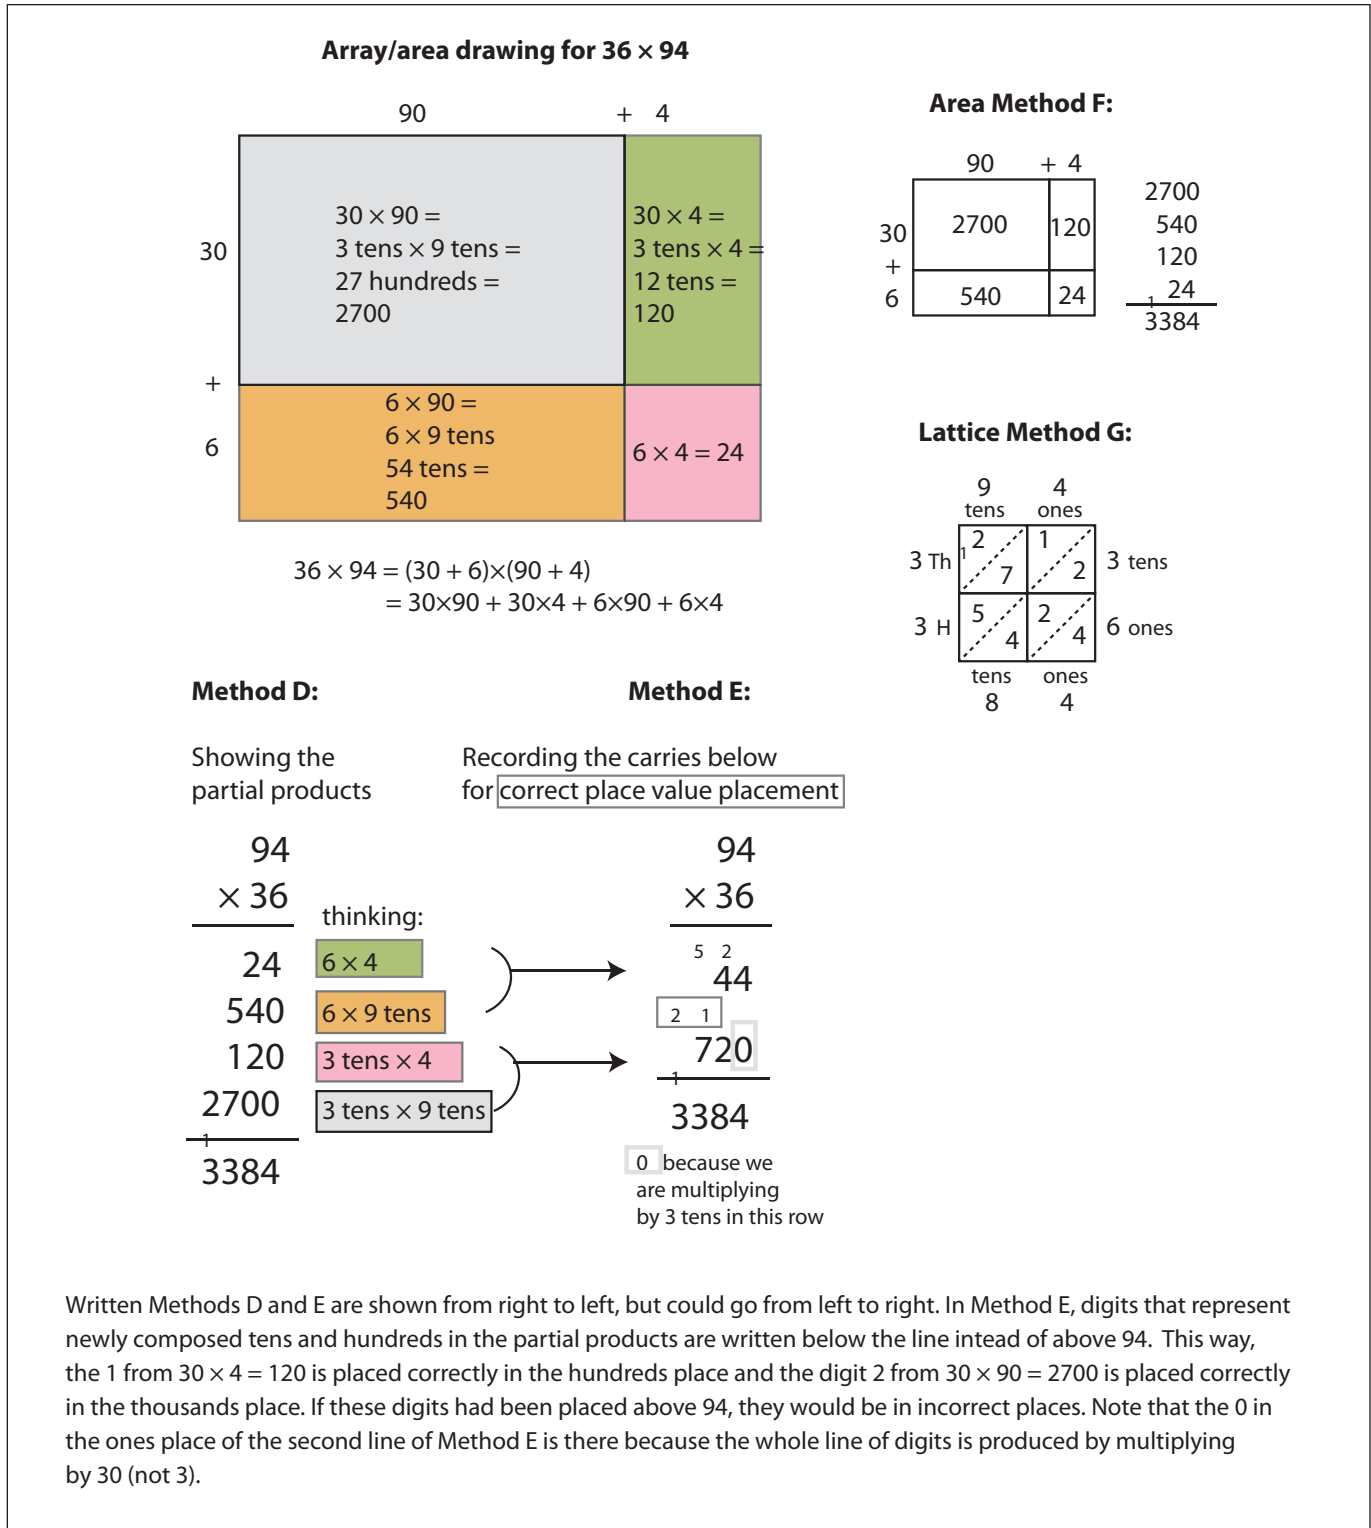 Array/area drawing for 36 × 94
90 + 4
30
+
6
30 × 90 =
3 tens × 9 tens =
27 hundreds =
2700
30 × 4 =
3 tens × 4 =
12 tens =
120
6 × 90 =
6 × 9 tens
54 tens =
540
6 × 4 = 24
36 × 94 = (30 + 6)×(90 + 4)
= 30×90 + 30×4 + 6×90 + 6×4
Area Method F:
90 + 4
30
+
6
2700 120
540 24
2700
540
120
24
1
3384
Lattice Method G:
9 4
tens ones
3 Th 1 2 7 1 2 3 tens
3 H 5 4 2 4 6 ones
tens ones
8 4
Method D:
Showing the
partial products
94
× 36
thinking:
24 6 × 4
540 6 × 9 tens
120 3 tens × 4
2700 3 tens × 9 tens
1
3384
Method E:
Recording the carries below
for correct place value placement
94
× 36
5 2
44
2 1
720
1
3384
0 because we
are multiplying
by 3 tens in this row
Written Methods D and E are shown from right to left, but could go from left to right. In Method E, digits that represent
newly composed tens and hundreds in the partial products are written below the line intead of above 94. This way,
the 1 from 30 × 4 = 120 is placed correctly in the hundreds place and the digit 2 from 30 × 90 = 2700 is placed correctly
in the thousands place. If these digits had been placed above 94, they would be in incorrect places. Note that the 0 in
the ones place of the second line of Method E is there because the whole line of digits is produced by multiplying
by 30 (not 3).